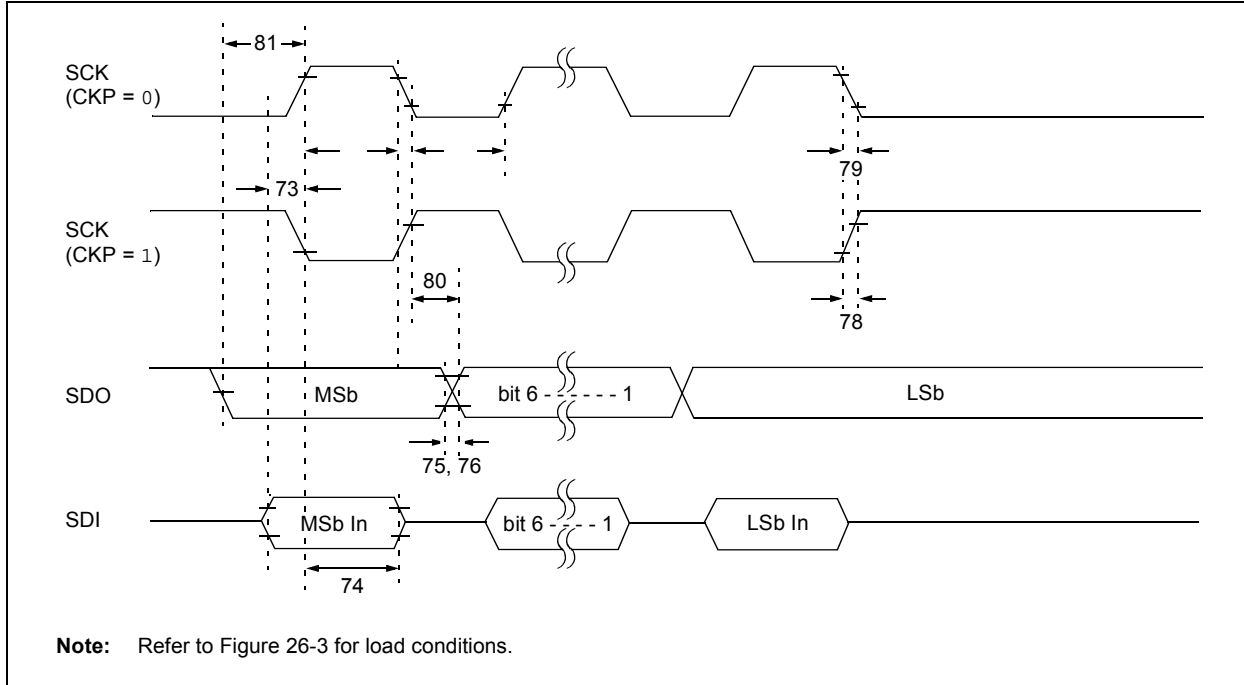 81
SCK
(CKP = 0)
73
79
SCK
(CKP = 1)
80
78
SDO
MSb
bit 6 - - - - - - 1
LSb
75, 76
SDI
MSb In
bit 6 - - - - - 1
LSb In
74
Note: Refer to Figure 26-3 for load conditions.